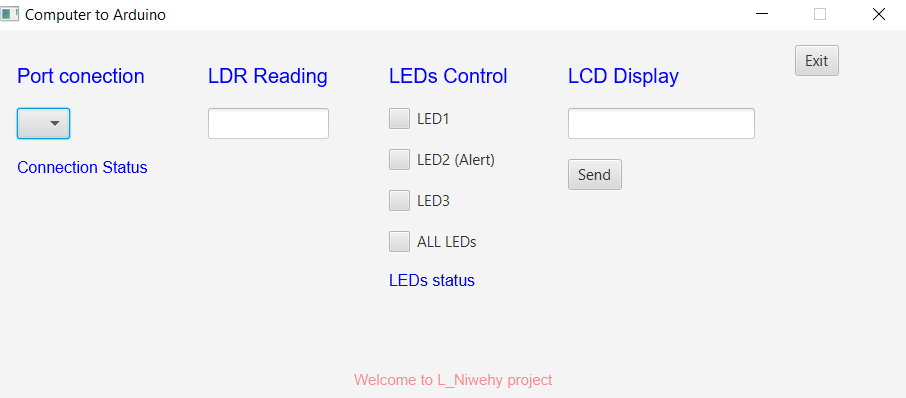 Computer to Arduino
Port conection
LDR Reading
LEDs Control
LCD Display
Exit
LED1
Connection Status
LED2 (Alert)
Send
LED3
ALL LEDs
LEDs status
Welcome to L_Niwehy project